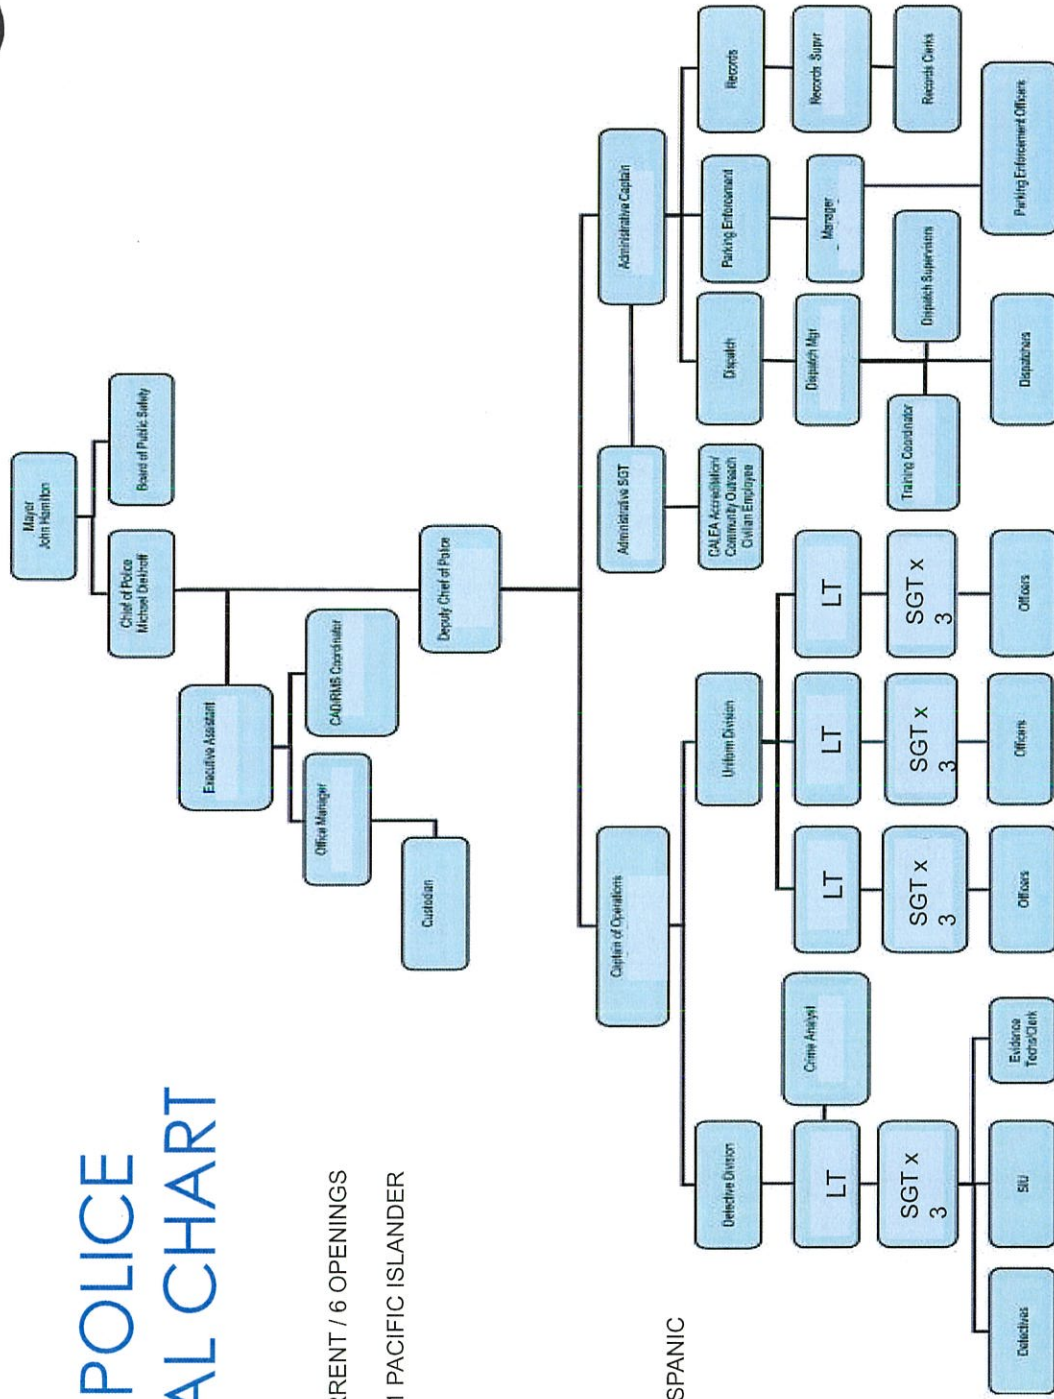 POLICE
AL CHART
RRENT / 6 OPENINGS
PACIFIC ISLANDER
SPANIC
Mayor
John Hamilton
Chief of Police
Michael Diekhoff
Board of Public Safety
Executive Assistant
Office Manager
CAD/RMS Coordinator
Custodian
Deputy Chief of Police
Captain of Operations
Administrative SGT
Administrative Captain
CALEA Accreditation/
Community Outreach
Civilian Employee
Detective Division
Uniform Division
Dispatch
Parking Enforcement
Records
LT
Crime Analyst
LT
LT
LT
Dispatch Mgr
Manager
Records Supvr
SGT x
3
SGT x
3
SGT x
3
SGT x
3
Training Coordinator
Dispatch Supervisors
Records Clerks
Detectives
SIU
Evidence
Techs/Clerk
Officers
Officers
Officers
Dispatchers
Parking Enforcement Officers